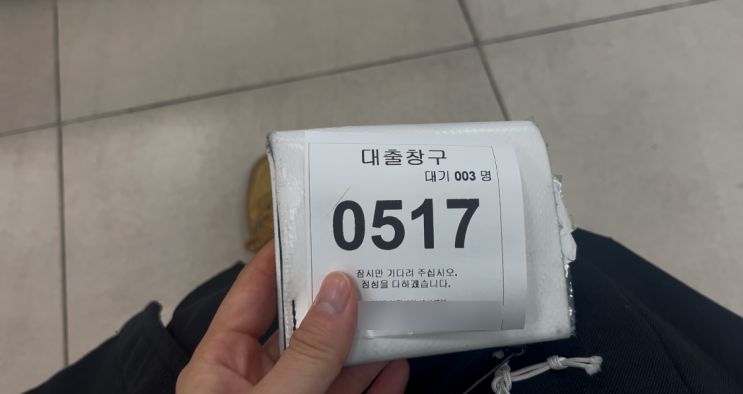 대출창구
대기 003 명
0517
잠시만 기다려 주십시오.
정성을 다하겠습니다.